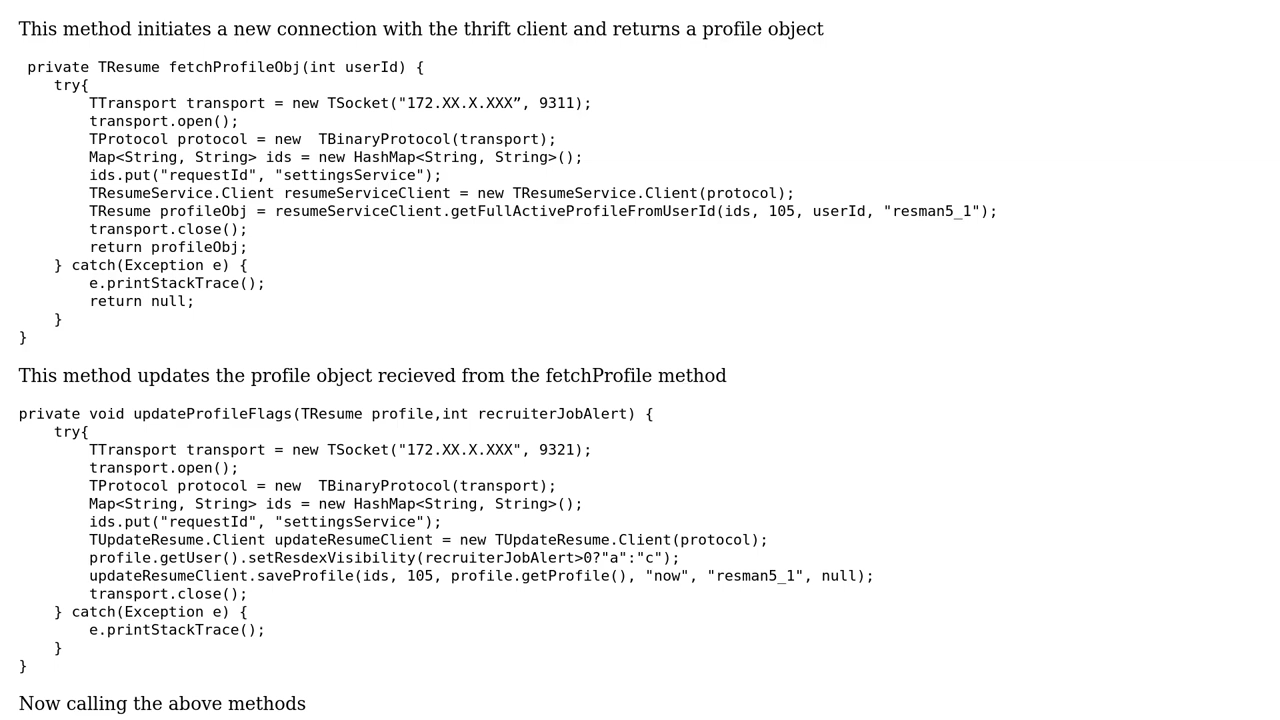 This method initiates a new connection with the thrift client and returns a profile object
 private TResume fetchProfileObj(int userId) {
    try{
        TTransport transport = new TSocket("172.XX.X.XXX”, 9311);
        transport.open();
        TProtocol protocol = new  TBinaryProtocol(transport);
        Map<String, String> ids = new HashMap<String, String>();
        ids.put("requestId", "settingsService");
        TResumeService.Client resumeServiceClient = new TResumeService.Client(protocol);
        TResume profileObj = resumeServiceClient.getFullActiveProfileFromUserId(ids, 105, userId, "resman5_1");
        transport.close();
        return profileObj;
    } catch(Exception e) {
        e.printStackTrace();
        return null;
    }
}
This method updates the profile object recieved from the fetchProfile method
private void updateProfileFlags(TResume profile,int recruiterJobAlert) {
    try{
        TTransport transport = new TSocket("172.XX.X.XXX", 9321);
        transport.open();
        TProtocol protocol = new  TBinaryProtocol(transport);
        Map<String, String> ids = new HashMap<String, String>();
        ids.put("requestId", "settingsService");
        TUpdateResume.Client updateResumeClient = new TUpdateResume.Client(protocol);
        profile.getUser().setResdexVisibility(recruiterJobAlert>0?"a":"c");
        updateResumeClient.saveProfile(ids, 105, profile.getProfile(), "now", "resman5_1", null);
        transport.close();
    } catch(Exception e) {
        e.printStackTrace();
    }
}
Now calling the above methods